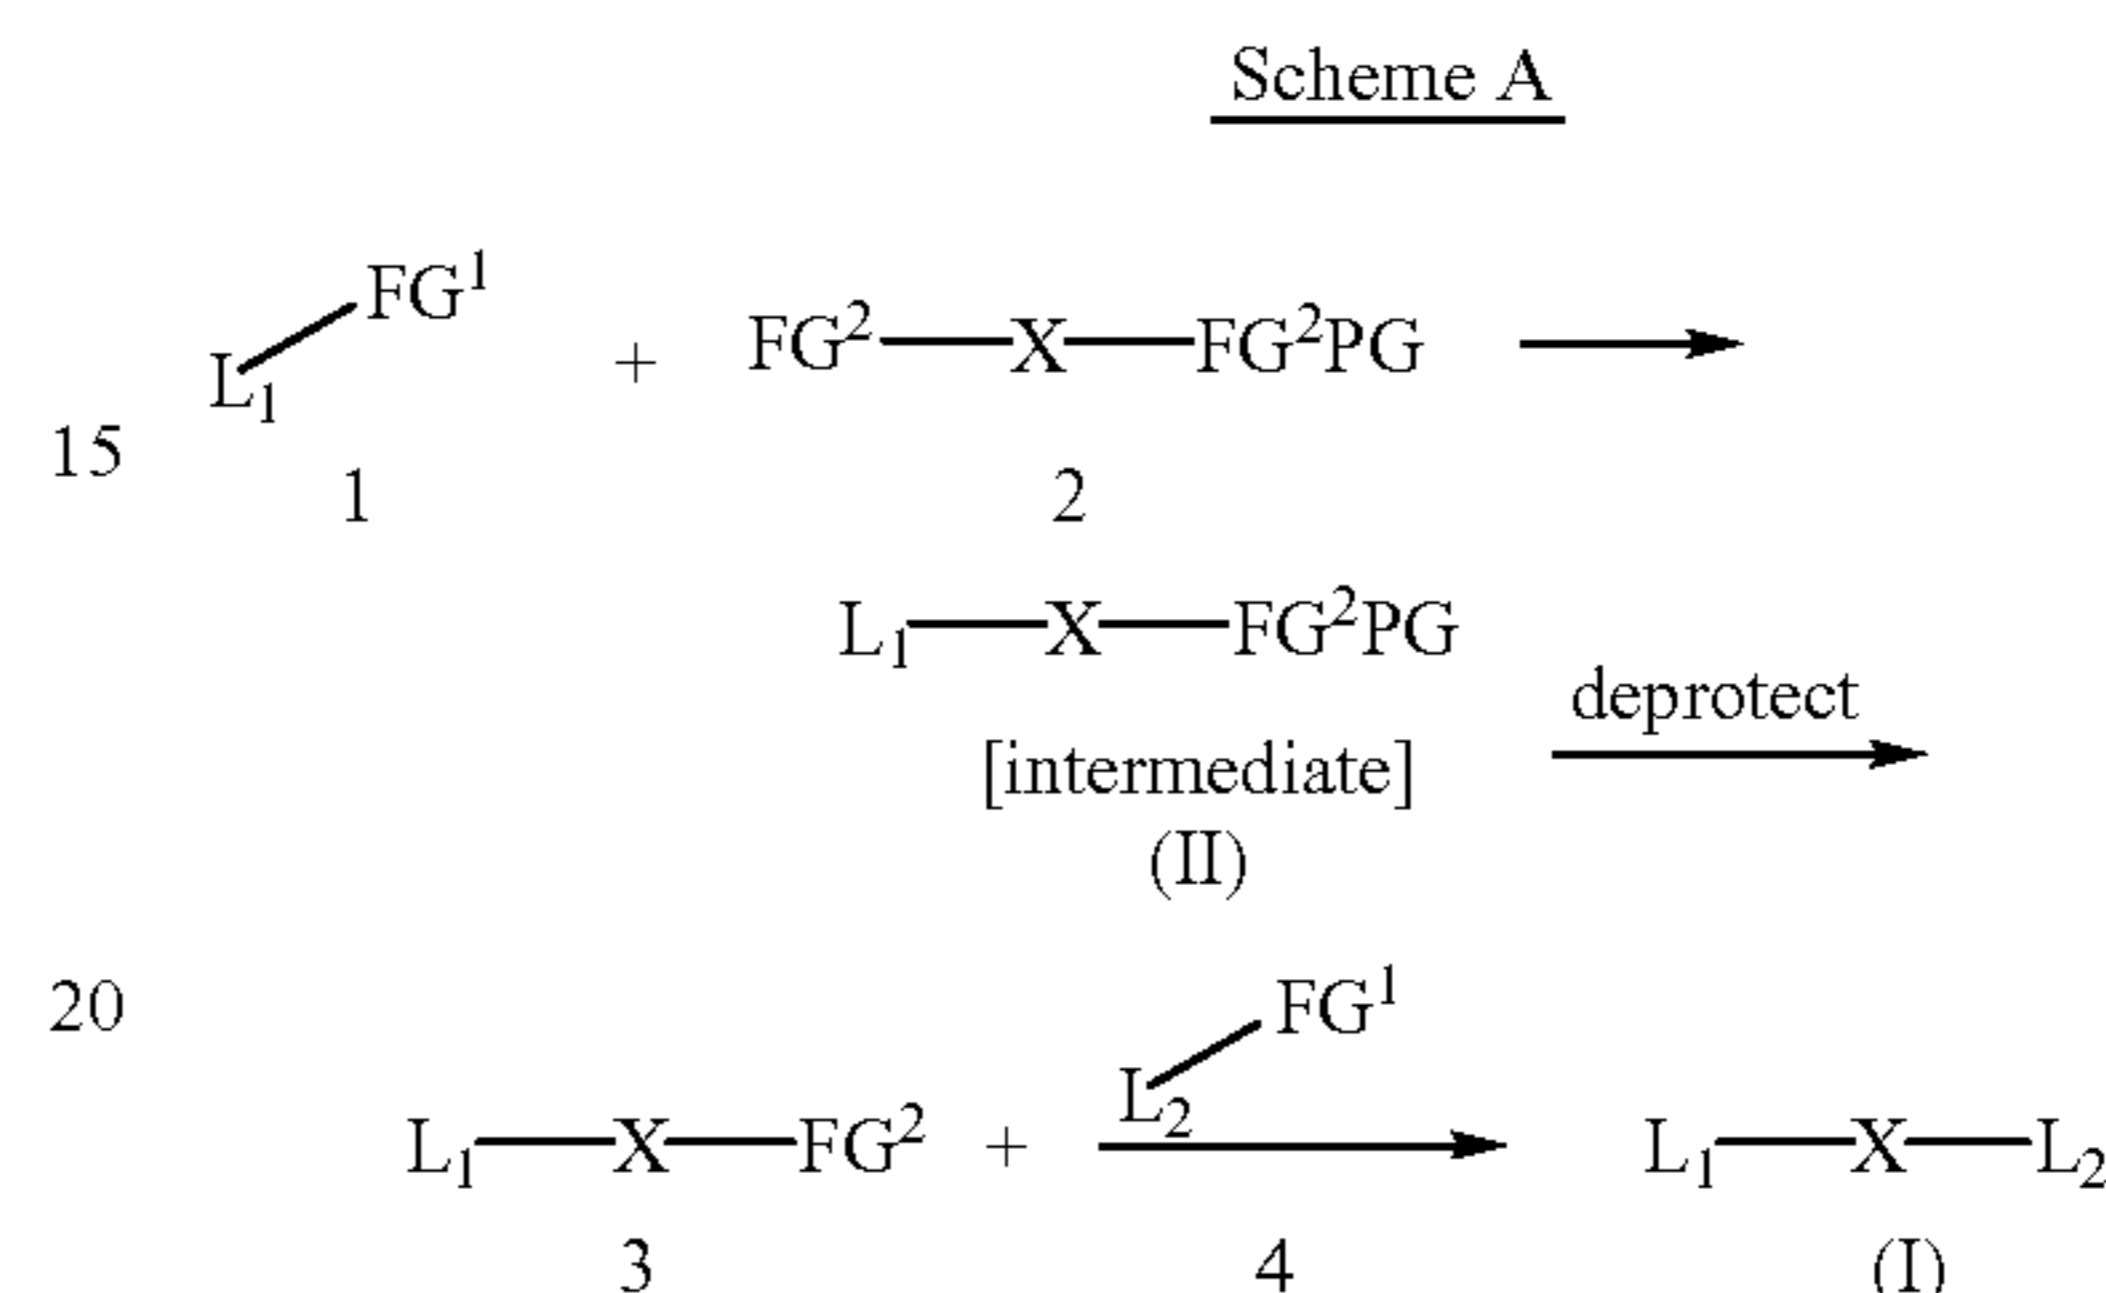 Scheme A
L₁ FG¹ + FG² X FG²PG
15 1 2
L₁ X FG²PG
[intermediate] deprotect
(II)
20 L₂ FG¹
L₁ X FG² + L₁ X L₂
3 4 (I)